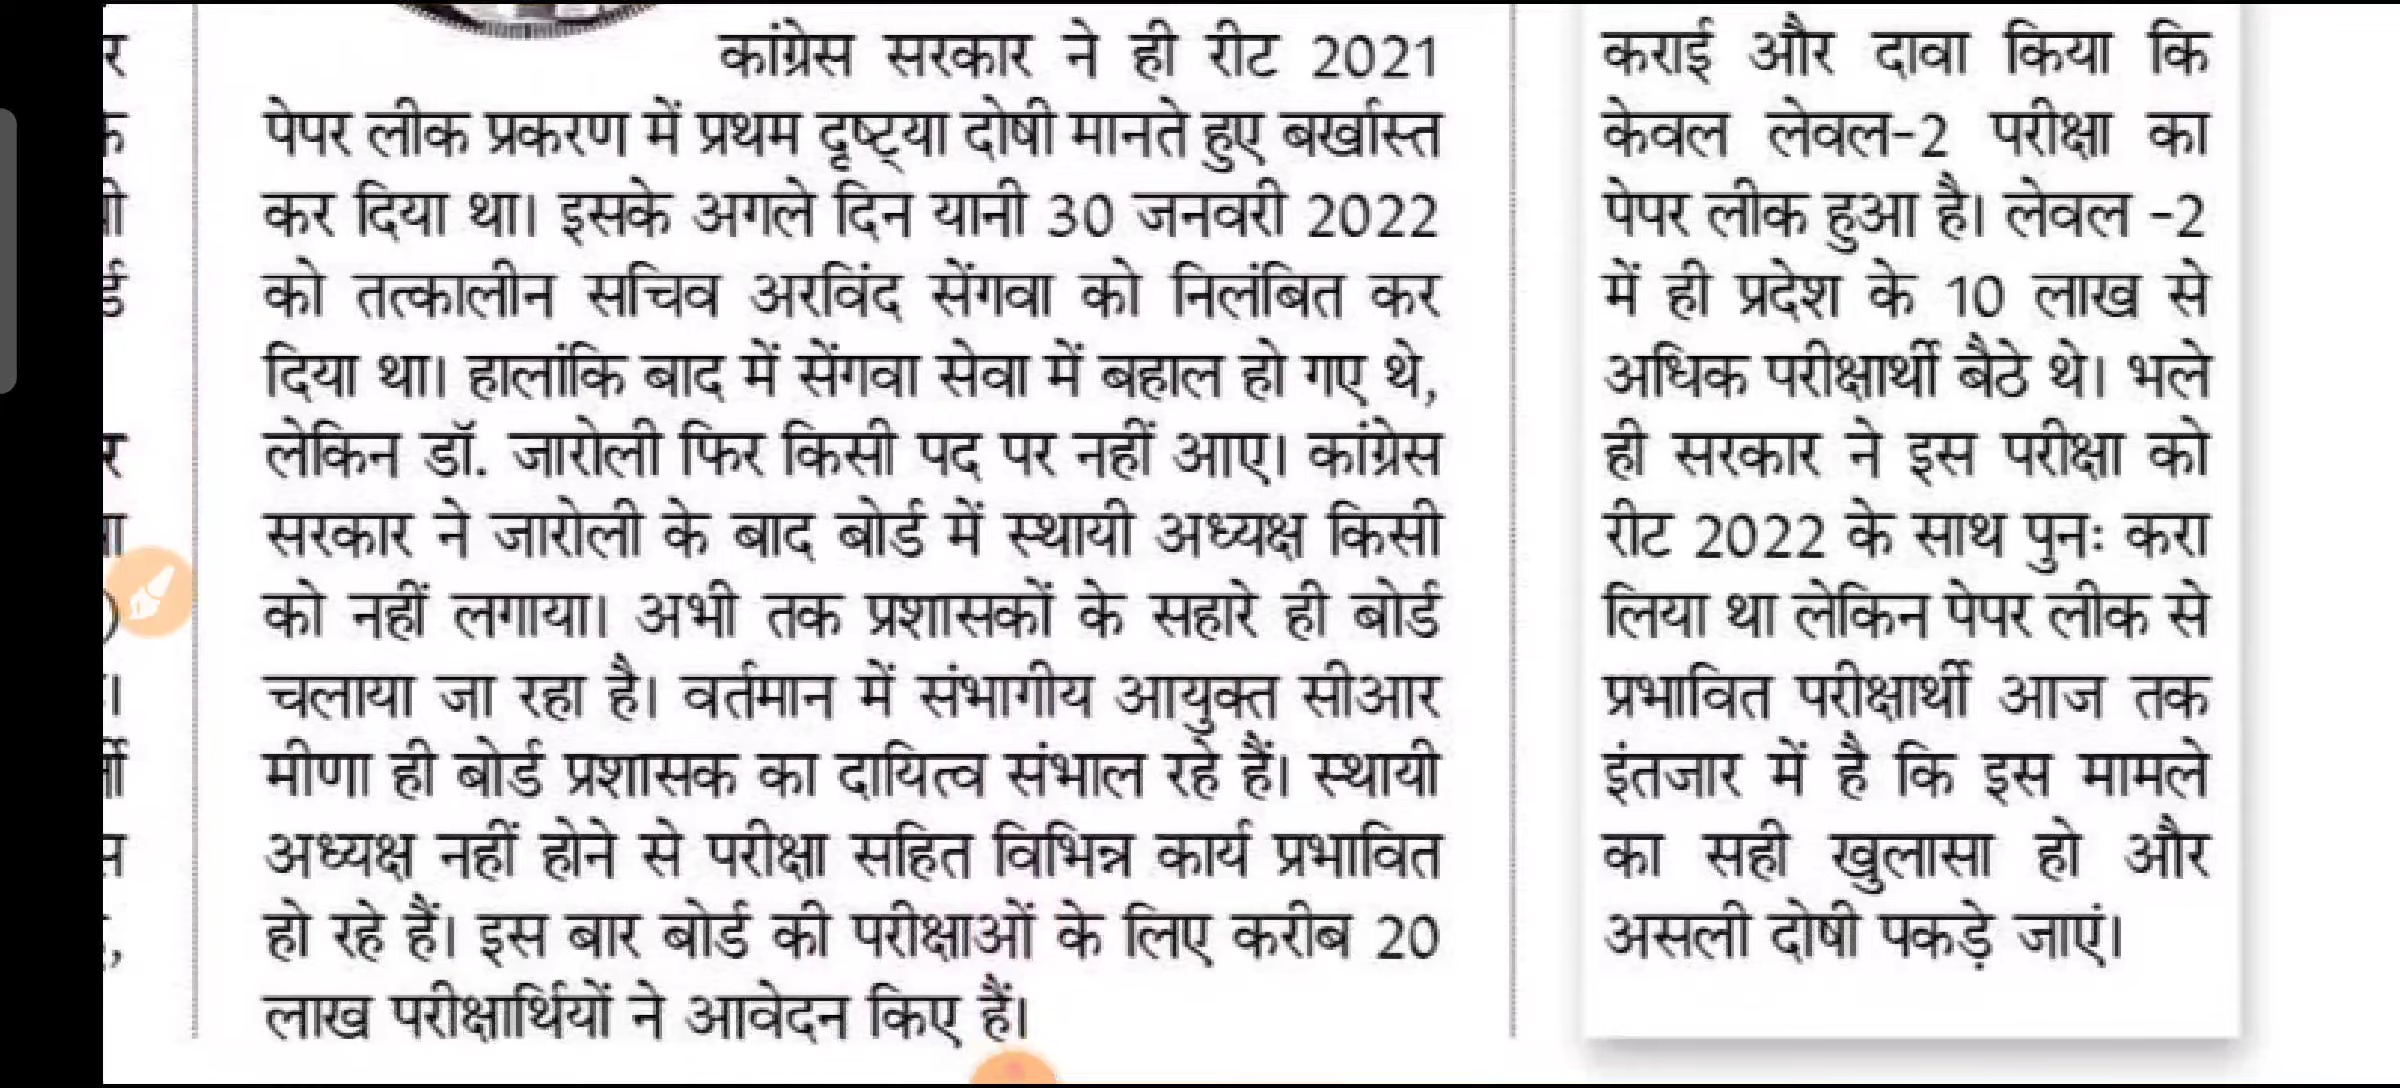 कांग्रेस सरकार ने ही रीट 2021
पेपर लीक प्रकरण में प्रथम दृष्ट्या दोषी मानते हुए बर्खास्त
कर दिया था। इसके अगले दिन यानी 30 जनवरी 2022
को तत्कालीन सचिव अरविंद सेंगवा को निलंबित कर
दिया था। हालांकि बाद में सेंगवा सेवा में बहाल हो गए थे,
लेकिन डॉ. जारोली फिर किसी पद पर नहीं आए। कांग्रेस
सरकार ने जारोली के बाद बोर्ड में स्थायी अध्यक्ष किसी
को नहीं लगाया। अभी तक प्रशासकों के सहारे ही बोर्ड
चलाया जा रहा है। वर्तमान में संभागीय आयुक्त सीआर
मीणा ही बोर्ड प्रशासक का दायित्व संभाल रहे हैं। स्थायी
अध्यक्ष नहीं होने से परीक्षा सहित विभिन्न कार्य प्रभावित
हो रहे हैं। इस बार बोर्ड की परीक्षाओं के लिए करीब 20
लाख परीक्षार्थियों ने आवेदन किए हैं।
कराई और दावा किया कि
केवल लेवल-2 परीक्षा का
पेपर लीक हुआ है। लेवल -2
में ही प्रदेश के 10 लाख से
अधिक परीक्षार्थी बैठे थे। भले
ही सरकार ने इस परीक्षा को
रीट 2022 के साथ पुनः करा
लिया था लेकिन पेपर लीक से
प्रभावित परीक्षार्थी आज तक
इंतजार में है कि इस मामले
का सही खुलासा हो और
असली दोषी पकड़े जाएं।